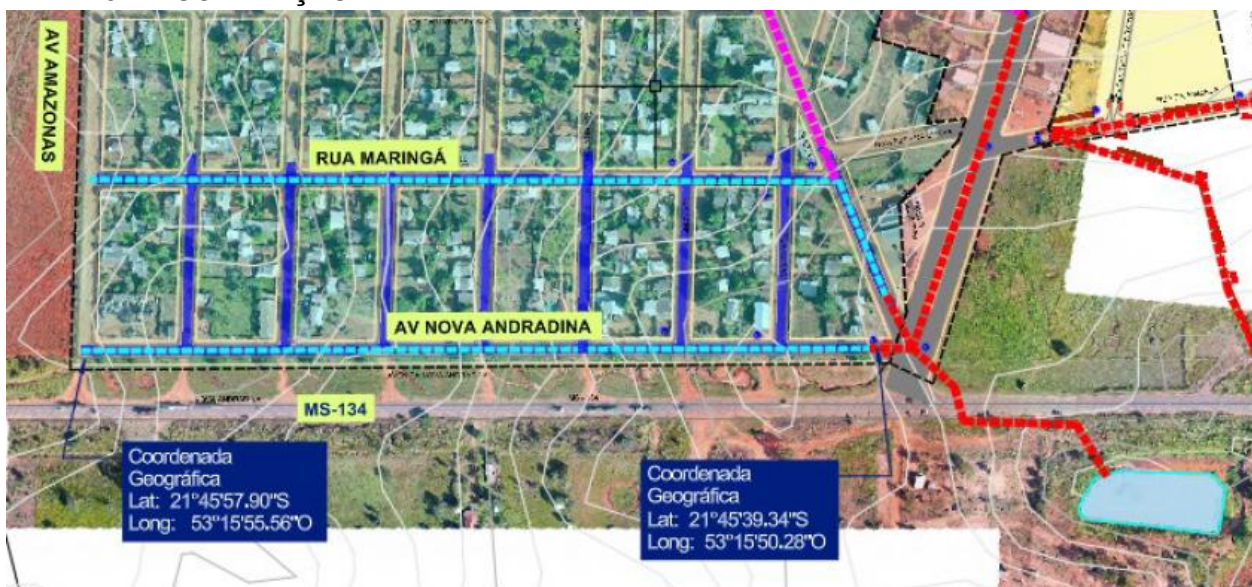 AV AMAZONAS
RUA MARINGÁ
AV NOVA ANDRADINA
MS-134
Coordenada
Geográfica
Lat: 21°45'57.90"S
Long: 53°15'55.56"O
Coordenada
Geográfica
Lat: 21°45'39.34"S
Long: 53°15'50.28"O